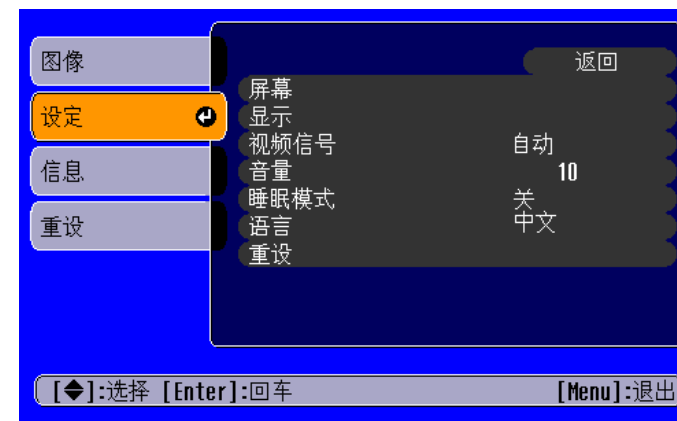 图像
设定
信息
重设
返回
屏幕
显示
视频信号 自动
音量 10
睡眠模式 关
语言 中文
重设
[◆]:选择 [Enter]:回车 [Menu]:退出